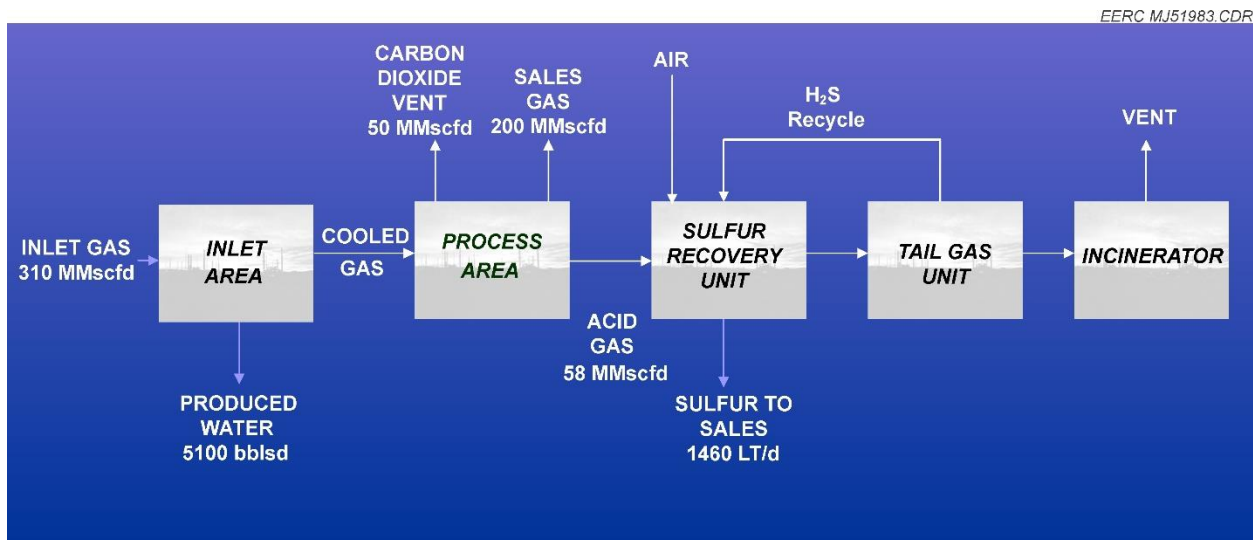 EERC MJ51983.CDR
CARBON
DIOXIDE
VENT
50 MMscfd
SALES
GAS
200 MMscfd
AIR
H₂S
Recycle
VENT
INLET GAS
310 MMscfd
INLET
AREA
COOLED
GAS
PROCESS
AREA
ACID
GAS
58 MMscfd
SULFUR
RECOVERY
UNIT
TAIL GAS
UNIT
INCINERATOR
PRODUCED
WATER
5100 bblsd
SULFUR TO
SALES
1460 LT/d